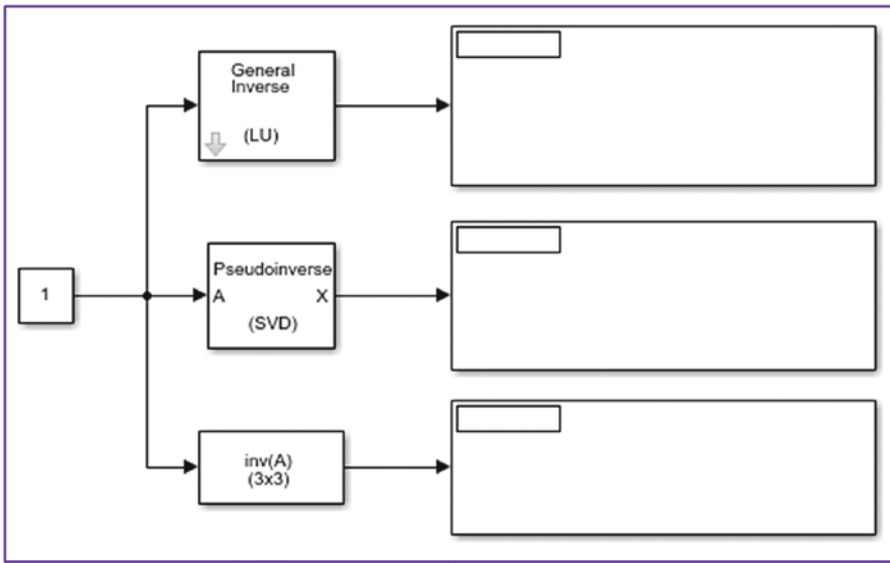 General
Inverse
(LU)
1
Pseudoinverse
A X
(SVD)
inv(A)
(3x3)